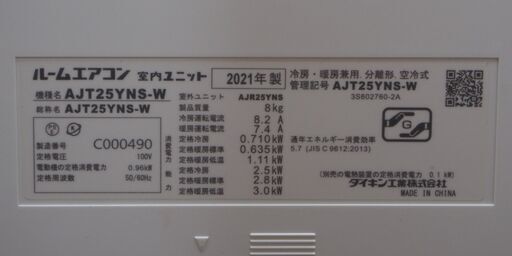 ルームエアコン 室内ユニット 2021年製 冷房・暖房兼用、分離形、空冷式
機種名 AJT25YNS-W
総称名 AJT25YNS-W
管理記号 AJT25YNS-W
3S802760-2A
製造番号 C000490
定格電圧 100V
電動機の定格消費電力 0.96kW
定格周波数 50/60Hz
室外ユニット AJR25YNS
製品質量 8kg
冷房運転電流 8.2 A
暖房運転電流 7.4 A
定格冷房 0.710kW
定格暖房標準 0.635kW
定格暖房低温 1.11kW
定格冷房 2.5kW
定格暖房標準 2.8kW
定格暖房低温 3.0kW
通年エネルギー消費効率
5.7 (JIS C 9612:2013)
G
(別売の電熱装置の定格消費電力 0.1 kW)
ダイキン工業株式会社
MADE IN CHINA